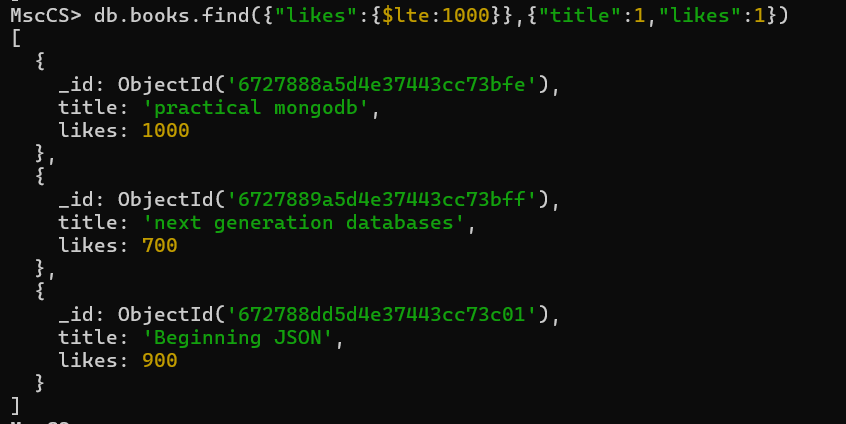 MscCS> db.books.find({"likes":{$lte:1000}},{"title":1,"likes":1})
[
  {
    _id: ObjectId('6727888a5d4e37443cc73bfe'),
    title: 'practical mongodb',
    likes: 1000
  },
  {
    _id: ObjectId('6727889a5d4e37443cc73bff'),
    title: 'next generation databases',
    likes: 700
  },
  {
    _id: ObjectId('672788dd5d4e37443cc73c01'),
    title: 'Beginning JSON',
    likes: 900
  }
]